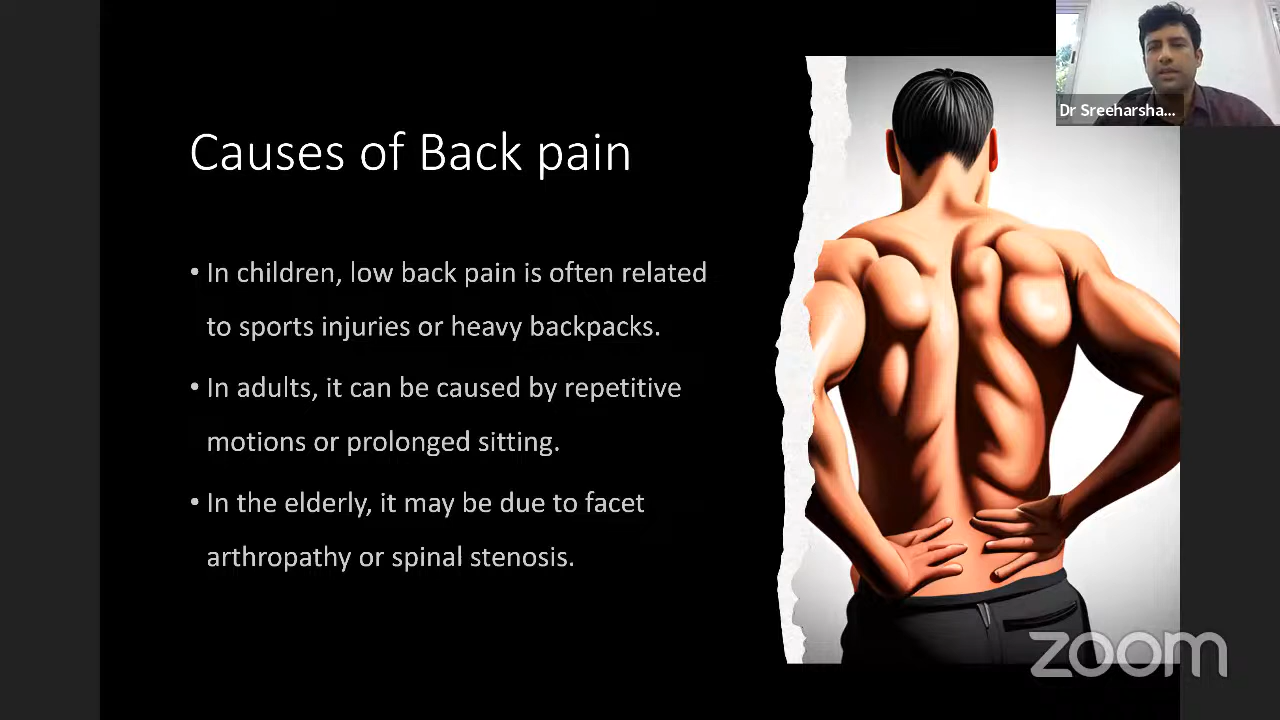 Dr Sreeharsha...
Causes of Back pain
• In children, low back pain is often related
to sports injuries or heavy backpacks.
• In adults, it can be caused by repetitive
motions or prolonged sitting.
• In the elderly, it may be due to facet
arthropathy or spinal stenosis.
zoom